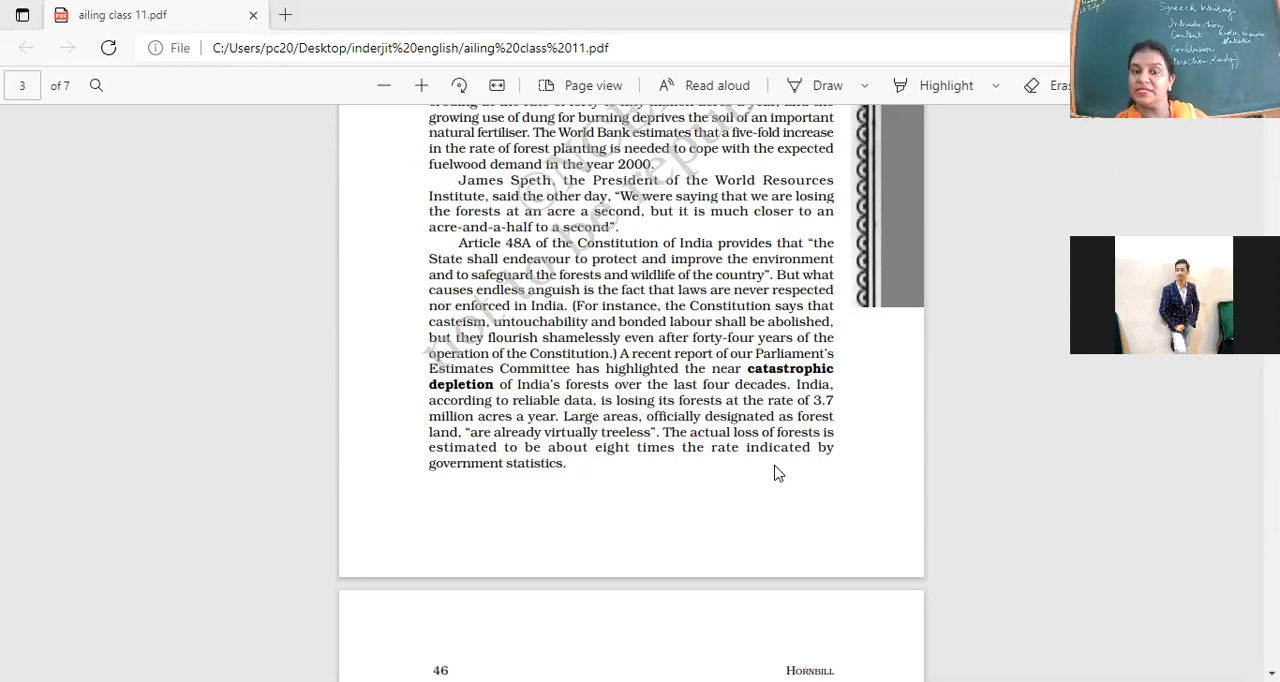 ailing class 11.pdf
File C:/Users/pc20/Desktop/inderjit%20english/ailing%20class%2011.pdf
3 of 7 Page view Read aloud Draw Highlight
Speech Writing
Introduction
Content
growing use of dung for burning deprives the soil of an important
natural fertiliser. The World Bank estimates that a five-fold increase
in the rate of forest planting is needed to cope with the expected
fuelwood demand in the year 2000.
James Speth, the President of the World Resources
Institute, said the other day, “We were saying that we are losing
the forests at an acre a second, but it is much closer to an
acre-and-a-half to a second”.
Article 48A of the Constitution of India provides that “the
State shall endeavour to protect and improve the environment
and to safeguard the forests and wildlife of the country”. But what
causes endless anguish is the fact that laws are never respected
nor enforced in India. (For instance, the Constitution says that
casteism, untouchability and bonded labour shall be abolished,
but they flourish shamelessly even after forty-four years of the
operation of the Constitution.) A recent report of our Parliament’s
Estimates Committee has highlighted the near catastrophic
depletion of India’s forests over the last four decades. India,
according to reliable data, is losing its forests at the rate of 3.7
million acres a year. Large areas, officially designated as forest
land, “are already virtually treeless”. The actual loss of forests is
estimated to be about eight times the rate indicated by
government statistics.
not to be
46 HORNBILL